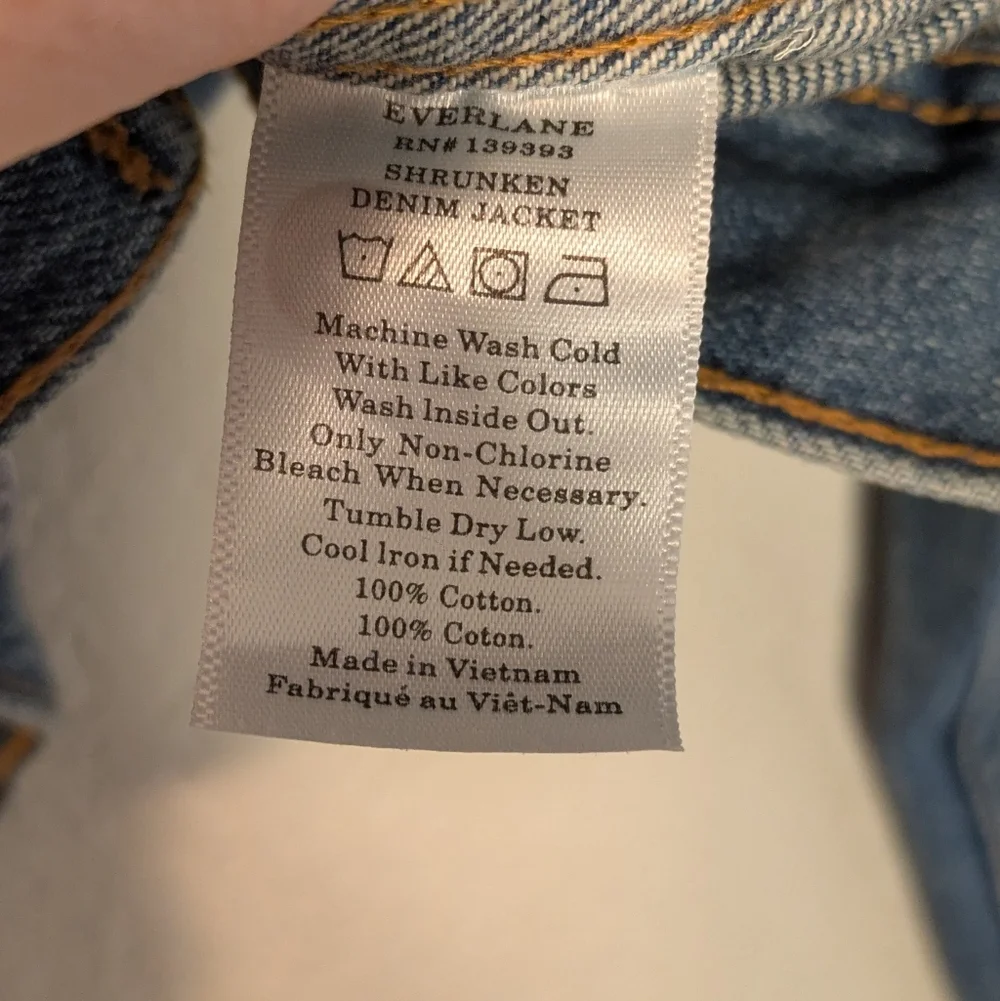 EVERLANE
RN# 139393
SHRUNKEN
DENIM JACKET
Machine Wash Cold
With Like Colors
Wash Inside Out.
Only Non-Chlorine
Bleach When Necessary.
Tumble Dry Low.
Cool Iron if Needed.
100% Cotton.
100% Coton.
Made in Vietnam
Fabriqué au Viêt-Nam